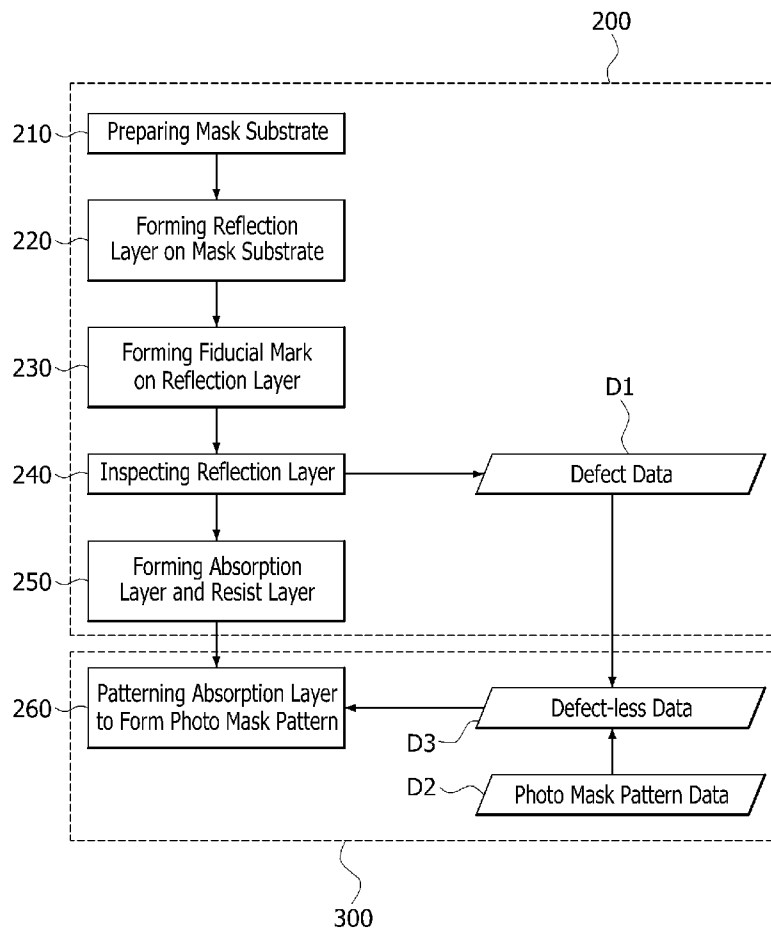 200
210
Preparing Mask Substrate
220
Forming Reflection
Layer on Mask Substrate
230
Forming Fiducial Mark
on Reflection Layer
D1
240
Inspecting Reflection Layer
Defect Data
250
Forming Absorption
Layer and Resist Layer
260
Patterning Absorption Layer
to Form Photo Mask Pattern
Defect-less Data
D3
D2
Photo Mask Pattern Data
300